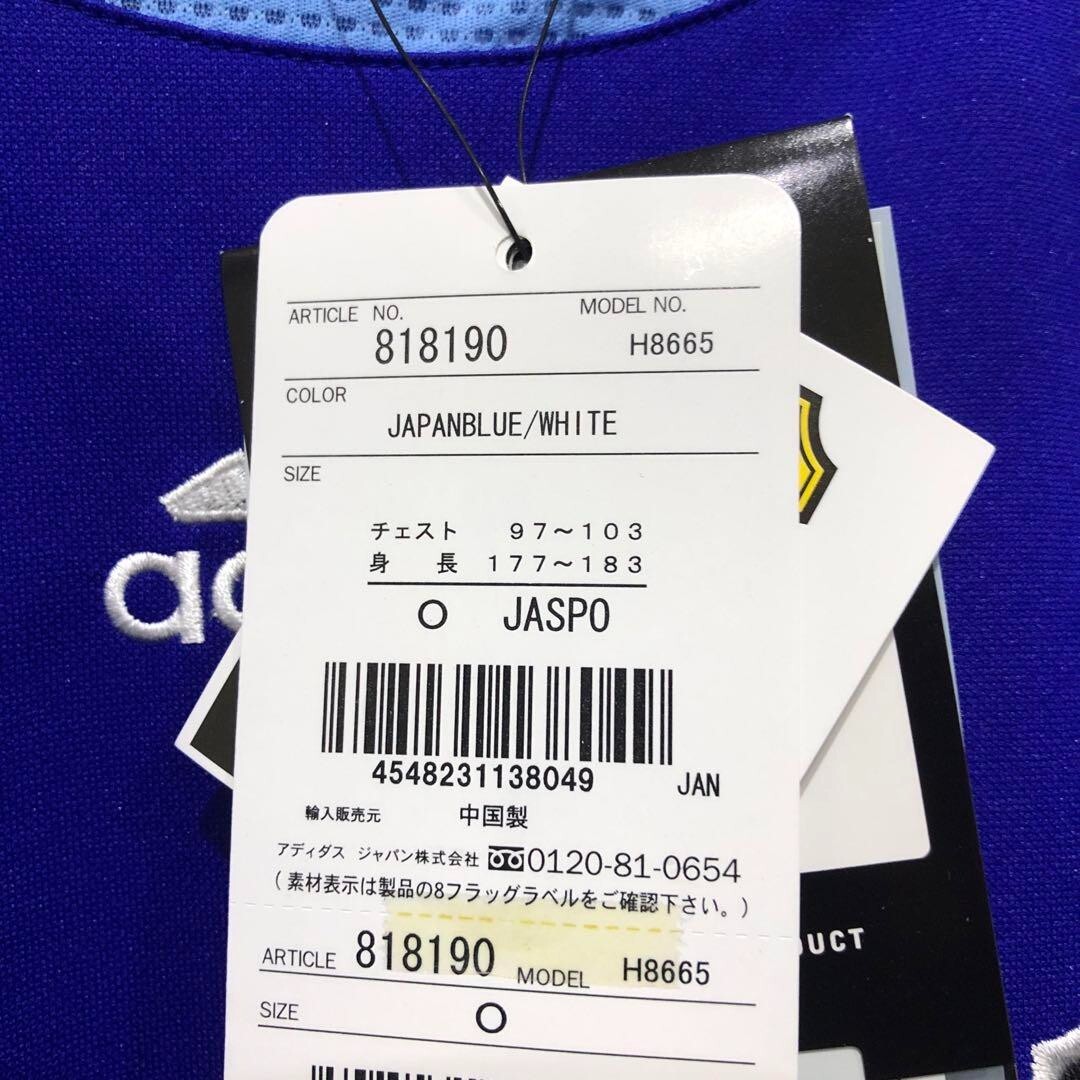 ARTICLE NO. MODEL NO.
818190 H8665
COLOR
JAPANBLUE/WHITE
SIZE
チェスト 97～103
身長 177～183
O JASPO
4548231138049 JAN
輸入販売元 中国製
アディダス ジャパン株式会社 0120-81-0654
(素材表示は製品の8フラッグラベルをご確認下さい。)
ARTICLE 818190 MODEL H8665
SIZE O